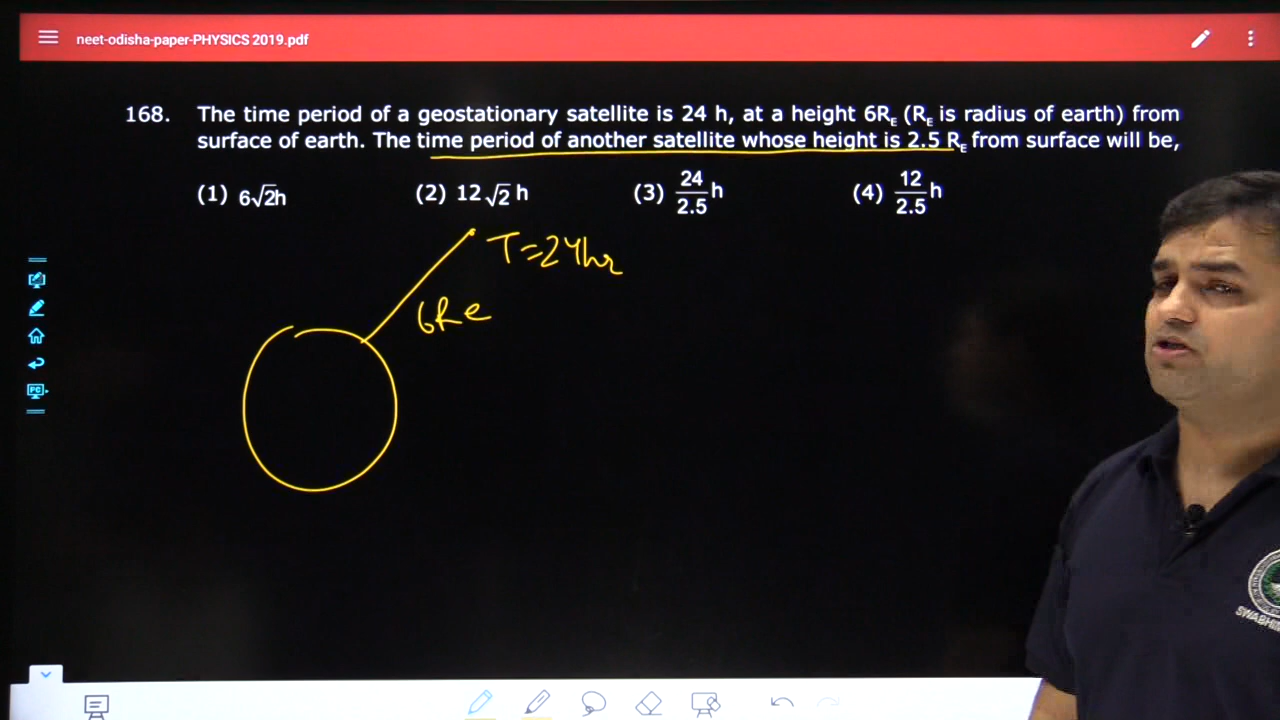 neet-odisha-paper-PHYSICS 2019.pdf
168. The time period of a geostationary satellite is 24 h, at a height 6R_E (R_E is radius of earth) from
surface of earth. The time period of another satellite whose height is 2.5 R_E from surface will be,
(1) 6√2h (2) 12√2 h (3) 24/2.5 h (4) 12/2.5 h
T=24hr
6Re
PC